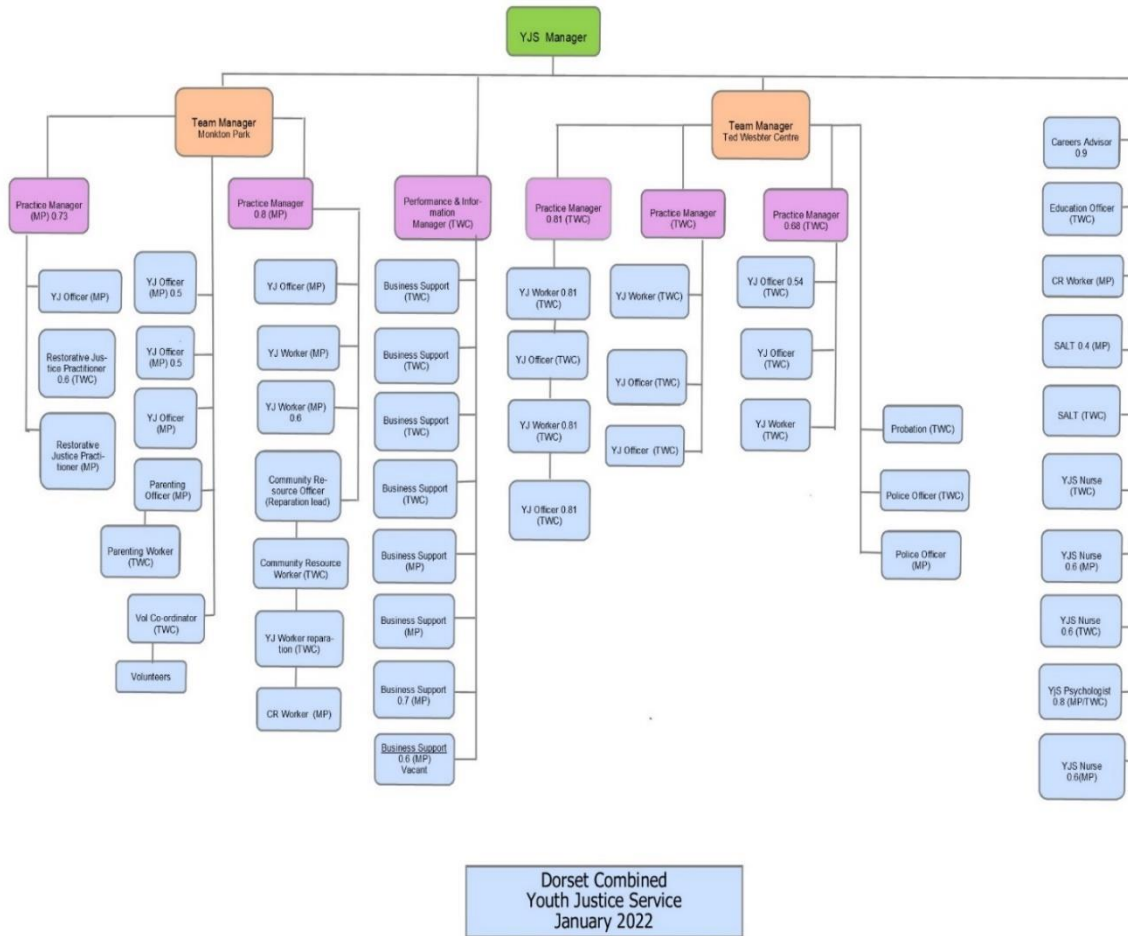 YJS Manager
Team Manager
Monkton Park
Team Manager
Ted Wesbter Centre
Practice Manager
(MP) 0.73
Practice Manager
0.8 (MP)
Performance & Infor-
mation
Manager (TWC)
Practice Manager
0.81 (TWC)
Practice Manager
(TWC)
Practice Manager
0.68 (TWC)
YJ Officer (MP)
Restorative Jus-
tice Practitioner
0.6 (TWC)
Restorative
Justice Practi-
tioner (MP)
YJ Officer
(MP) 0.5
YJ Officer
(MP) 0.5
YJ Officer
(MP)
Parenting
Officer (MP)
Parenting Worker
(TWC)
Vol Co-ordinator
(TWC)
Volunteers
YJ Officer (MP)
YJ Worker (MP)
YJ Worker (MP)
0.6
Community Re-
source Officer
(Reparation lead)
Community Resource
Worker (TWC)
YJ Worker repara-
tion (TWC)
CR Worker (MP)
Business Support
(TWC)
Business Support
(TWC)
Business Support
(TWC)
Business Support
(TWC)
Business Support
(MP)
Business Support
(MP)
Business Support
0.7 (MP)
Business Support
0.6 (MP)
Vacant
YJ Worker 0.81
(TWC)
YJ Officer (TWC)
YJ Worker 0.81
(TWC)
YJ Officer 0.81
(TWC)
YJ Worker (TWC)
YJ Officer (TWC)
YJ Officer (TWC)
YJ Officer 0.54
(TWC)
YJ Officer
(TWC)
YJ Worker
(TWC)
Probation (TWC)
Police Officer (TWC)
Police Officer
(MP)
Careers Advisor
0.9
Education Officer
(TWC)
CR Worker (MP)
SALT 0.4 (MP)
SALT (TWC)
YJS Nurse
(TWC)
YJS Nurse
0.6 (MP)
YJS Nurse
0.6 (TWC)
YjS Psychologist
0.8 (MP/TWC)
YJS Nurse
0.6(MP)
Dorset Combined
Youth Justice Service
January 2022